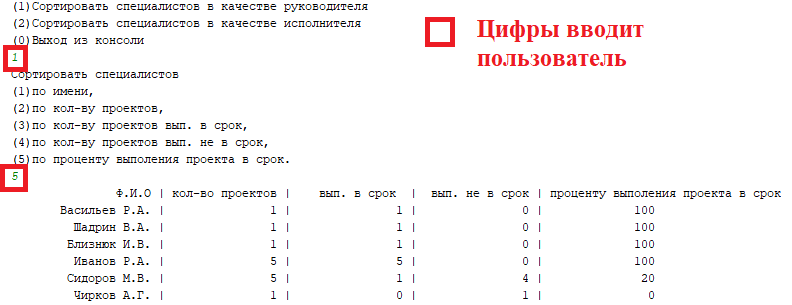 (1)Сортировать специалистов в качестве руководителя
(2)Сортировать специалистов в качестве исполнителя
(0)Выход из консоли
1
Сортировать специалистов
(1)по имени,
(2)по кол-ву проектов,
(3)по кол-ву проектов вып. в срок,
(4)по кол-ву проектов вып. не в срок,
(5)по проценту выполения проекта в срок.
5
Ф.И.О | кол-во проектов | вып. в срок | вып. не в срок | проценту выполения проекта в срок
Васильев Р.А. | 1 | 1 | 0 | 100
Шадрин В.А. | 1 | 1 | 0 | 100
Близнюк И.В. | 1 | 1 | 0 | 100
Иванов Р.А. | 5 | 5 | 0 | 100
Сидоров М.В. | 5 | 1 | 4 | 20
Чирков А.Г. | 1 | 0 | 1 | 0
Цифры вводит
пользователь